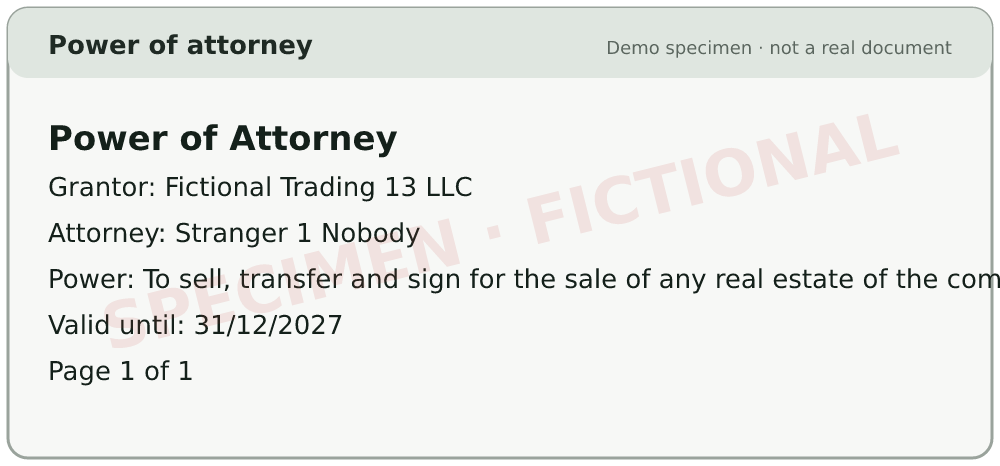 Power of attorney
Demo specimen · not a real document
Power of Attorney
Grantor: Fictional Trading 13 LLC
Attorney: Stranger 1 Nobody
Power: To sell, transfer and sign for the sale of any real estate of the
Valid until: 31/12/2027
Page 1 of 1
SPECIMEN · FICTIONAL